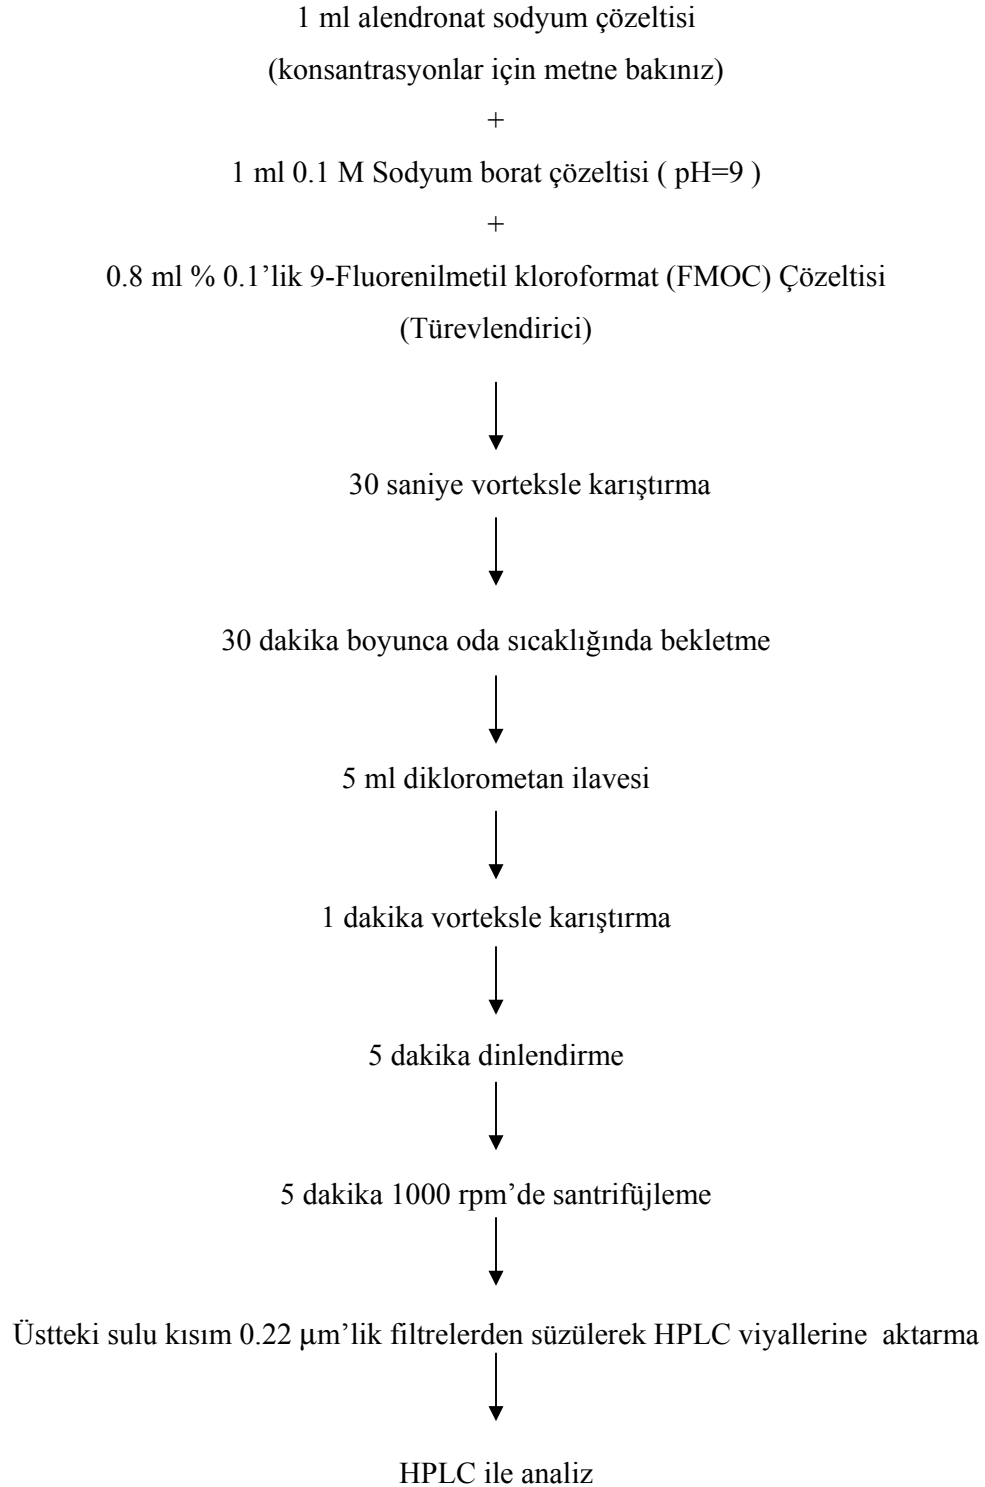 1 ml alendronat sodyum çözeltisi
(konsantrasyonlar için metne bakınız)
+
1 ml 0.1 M Sodyum borat çözeltisi ( pH=9 )
+
0.8 ml % 0.1’lik 9-Fluorenilmetil kloroformat (FMOC) Çözeltisi
(Türevlendirici)
30 saniye vorteksle karıştırma
30 dakika boyunca oda sıcaklığında bekletme
5 ml diklorometan ilavesi
1 dakika vorteksle karıştırma
5 dakika dinlendirme
5 dakika 1000 rpm’de santrifüjleme
Üstteki sulu kısım 0.22 μm’lik filtrelerden süzülerek HPLC viyallerine aktarma
HPLC ile analiz